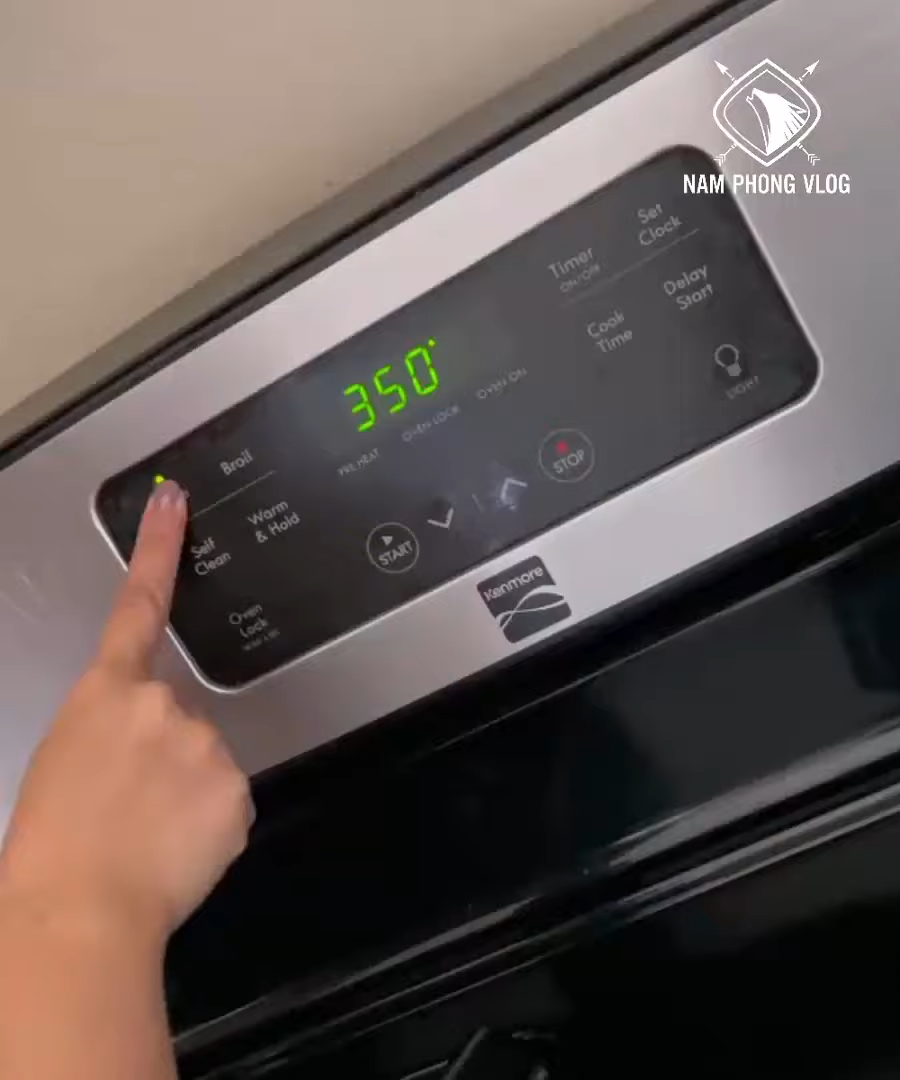 NAM PHONG VLOG
Set
Clock
Timer
ON/OFF
Delay
Start
Cook
Time
LIGHT
350°
OVEN ON
OVEN LOCK
PRE HEAT
Broil
Warm
& Hold
Self
Clean
STOP
START
Oven
Lock
Kenmore